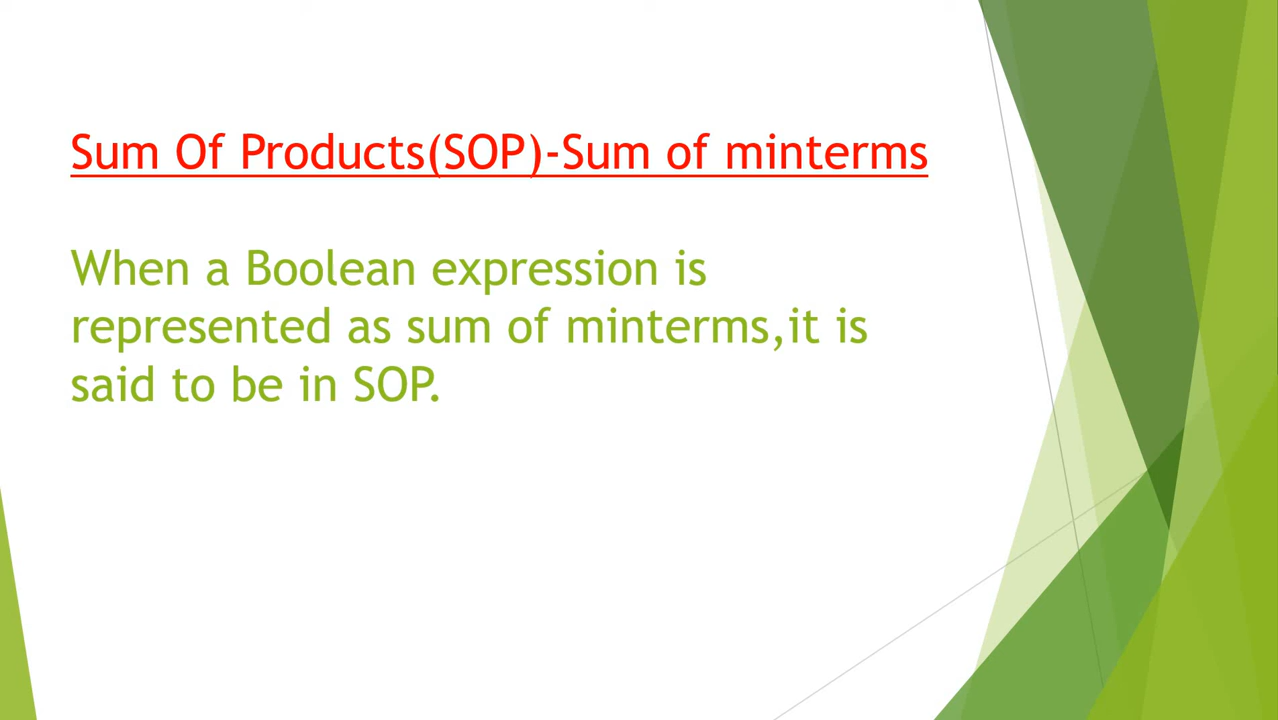 Sum Of Products(SOP)-Sum of minterms
When a Boolean expression is
represented as sum of minterms,it is
said to be in SOP.